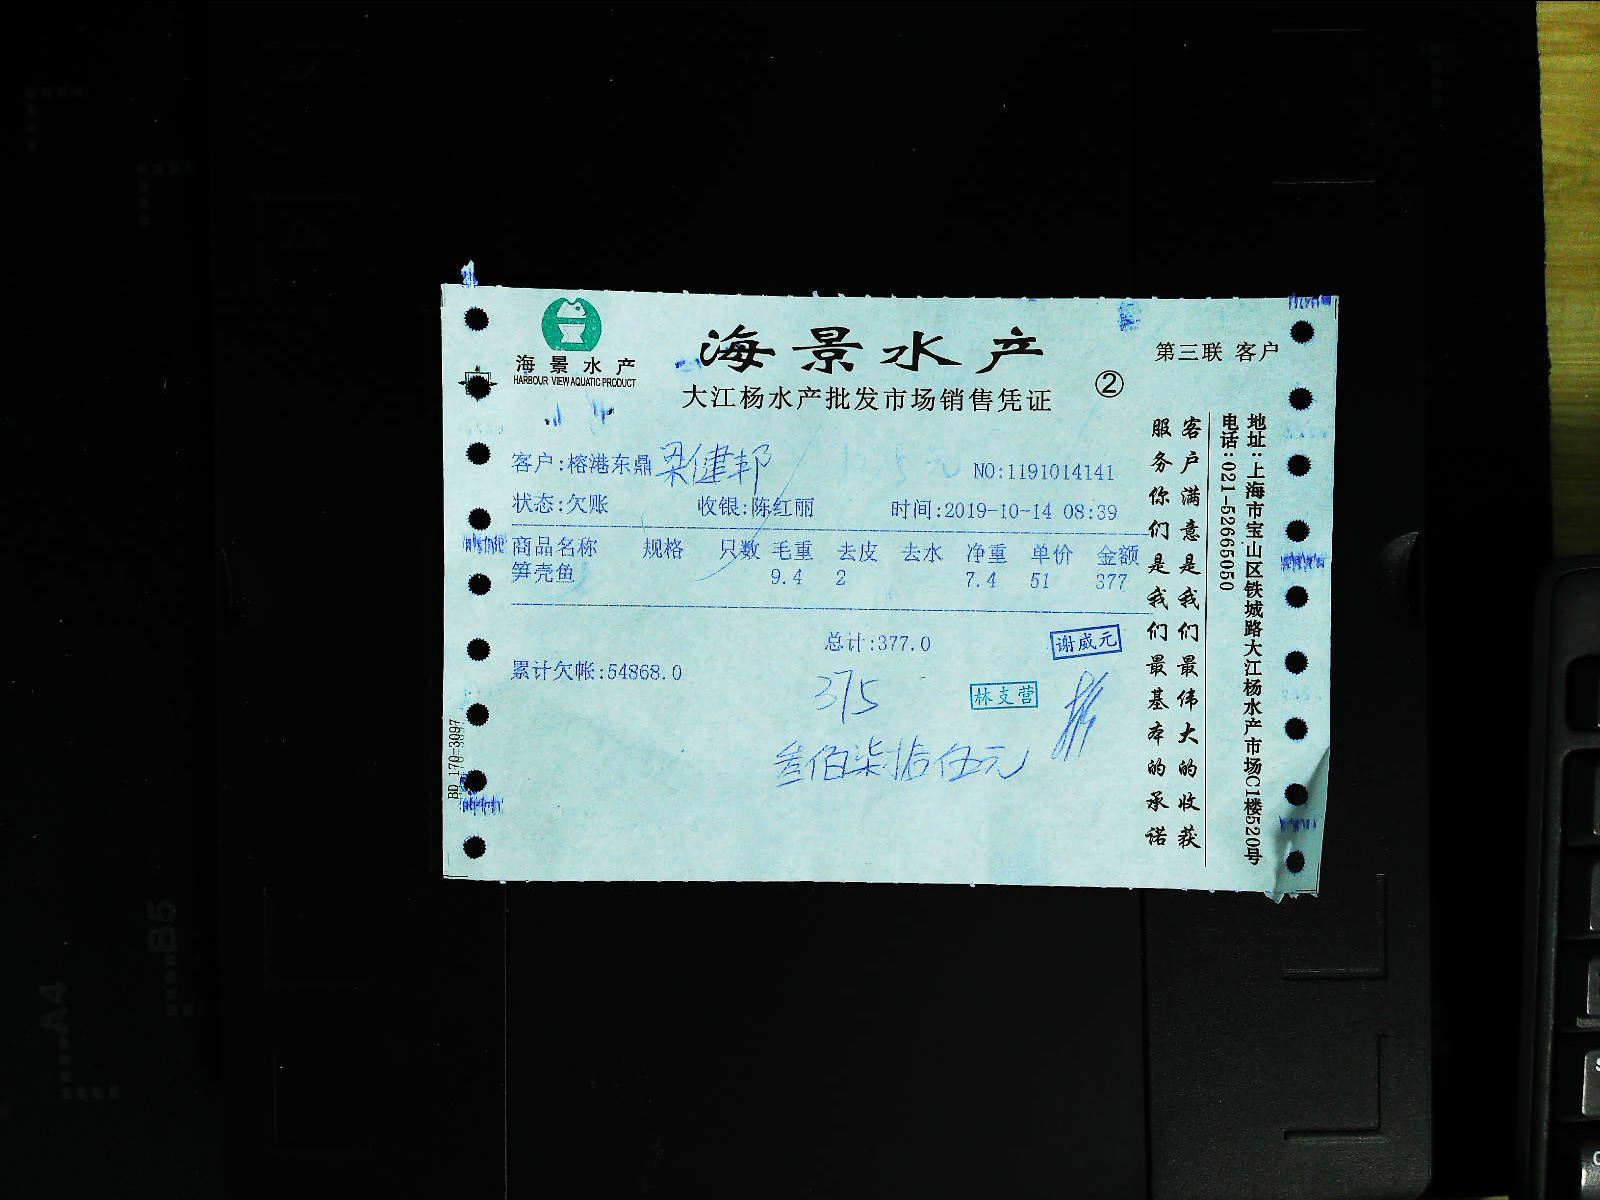 海景水产
HARBOUR VIEW AQUATIC PRODUCT
海景水产
大江杨水产批发市场销售凭证
②
第三联 客户
客户:榕港东鼎 梁健邦
NO:1191014141
状态:欠账 收银:陈红丽 时间:2019-10-14 08:39
商品名称 规格 只数 毛重 去皮 去水 净重 单价 金额
笋壳鱼 9.4 2 7.4 51 377
总计:377.0
谢威元
累计欠帐:54868.0
375
林支营
叁佰柒拾伍元
客户满意是我们最伟大的收获
服务你们是我们最基本的承诺
地址:上海市宝山区铁城路大江杨水产市场C1楼520号
电话:021-52665050
BD 170-3097
A4
B5